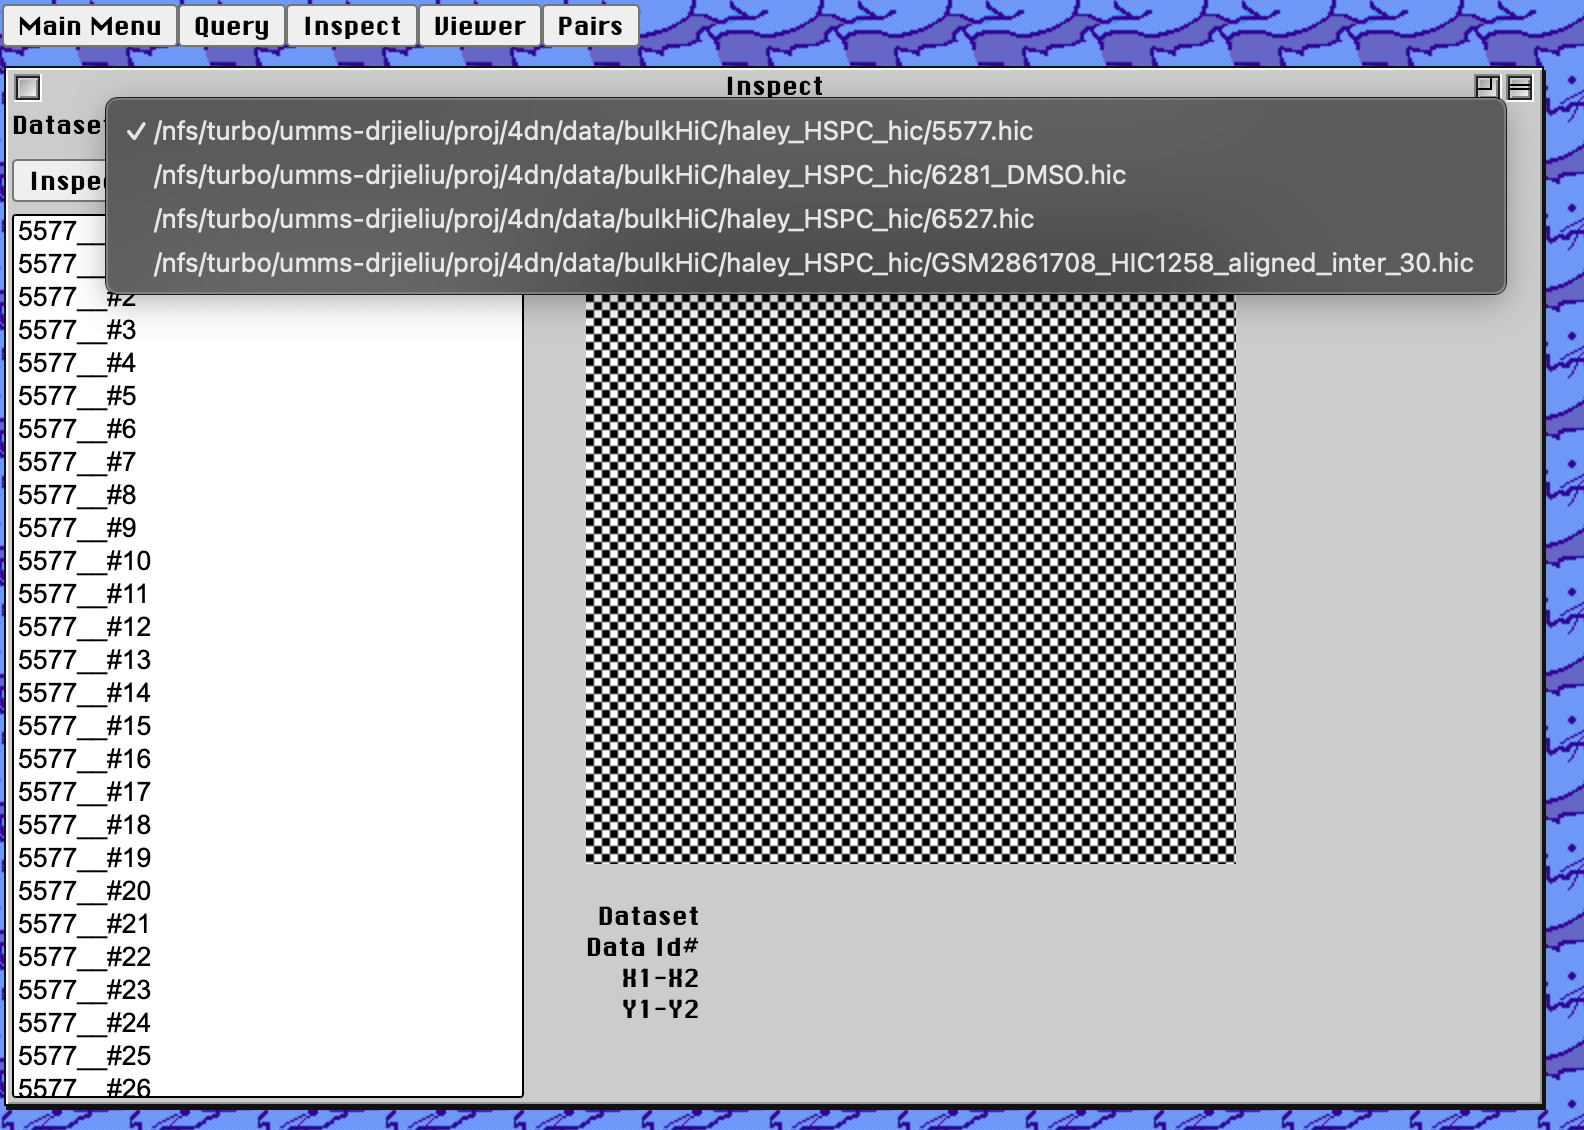 Main Menu Query Inspect Viewer Pairs
Inspect
Dataset
✓ /nfs/turbo/umms-drjieliu/proj/4dn/data/bulkHiC/haley_HSPC_hic/5577.hic
/nfs/turbo/umms-drjieliu/proj/4dn/data/bulkHiC/haley_HSPC_hic/6281_DMSO.hic
/nfs/turbo/umms-drjieliu/proj/4dn/data/bulkHiC/haley_HSPC_hic/6527.hic
/nfs/turbo/umms-drjieliu/proj/4dn/data/bulkHiC/haley_HSPC_hic/GSM2861708_HIC1258_aligned_inter_30.hic
Inspe
5577__
5577__
5577__#2
5577__#3
5577__#4
5577__#5
5577__#6
5577__#7
5577__#8
5577__#9
5577__#10
5577__#11
5577__#12
5577__#13
5577__#14
5577__#15
5577__#16
5577__#17
5577__#18
5577__#19
5577__#20
5577__#21
5577__#22
5577__#23
5577__#24
5577__#25
5577__#26
Dataset
Data Id#
X1-X2
Y1-Y2